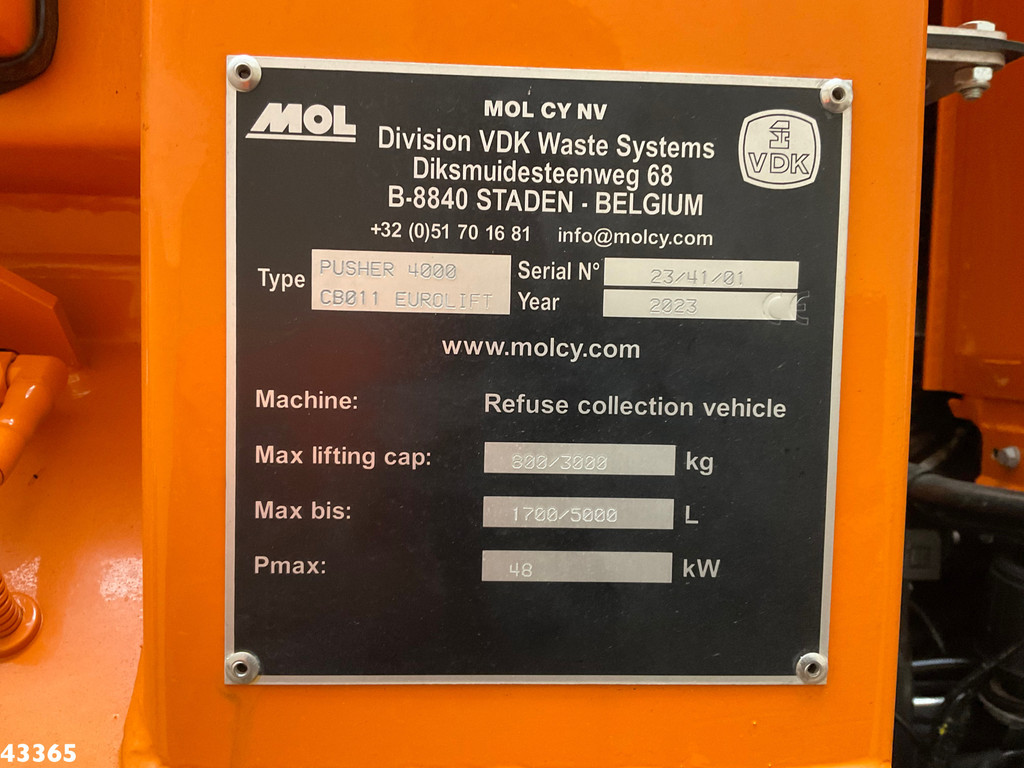 MOL
MOL CY NV
Division VDK Waste Systems
Diksmuidesteenweg 68
B-8840 STADEN - BELGIUM
+32 (0)51 70 16 81 info@molcy.com
1
VDK
Type PUSHER 4000
CB011 EUROLIFT
Serial N° 23/41/01
Year 2023 CE
www.molcy.com
Machine: Refuse collection vehicle
Max lifting cap: 800/3000 kg
Max bis: 1700/5000 L
Pmax: 48 kW
43365